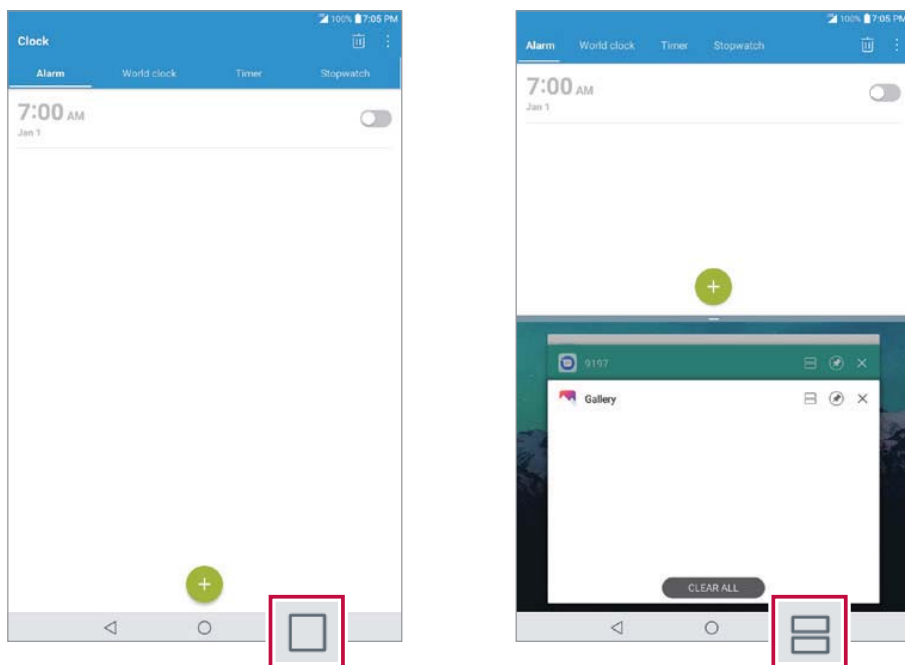 100% 7:05 PM
Clock
Alarm World clock Timer Stopwatch
7:00 AM
Jan 1
100% 7:05 PM
Alarm World clock Timer Stopwatch
7:00 AM
Jan 1
9197
Gallery
CLEAR ALL